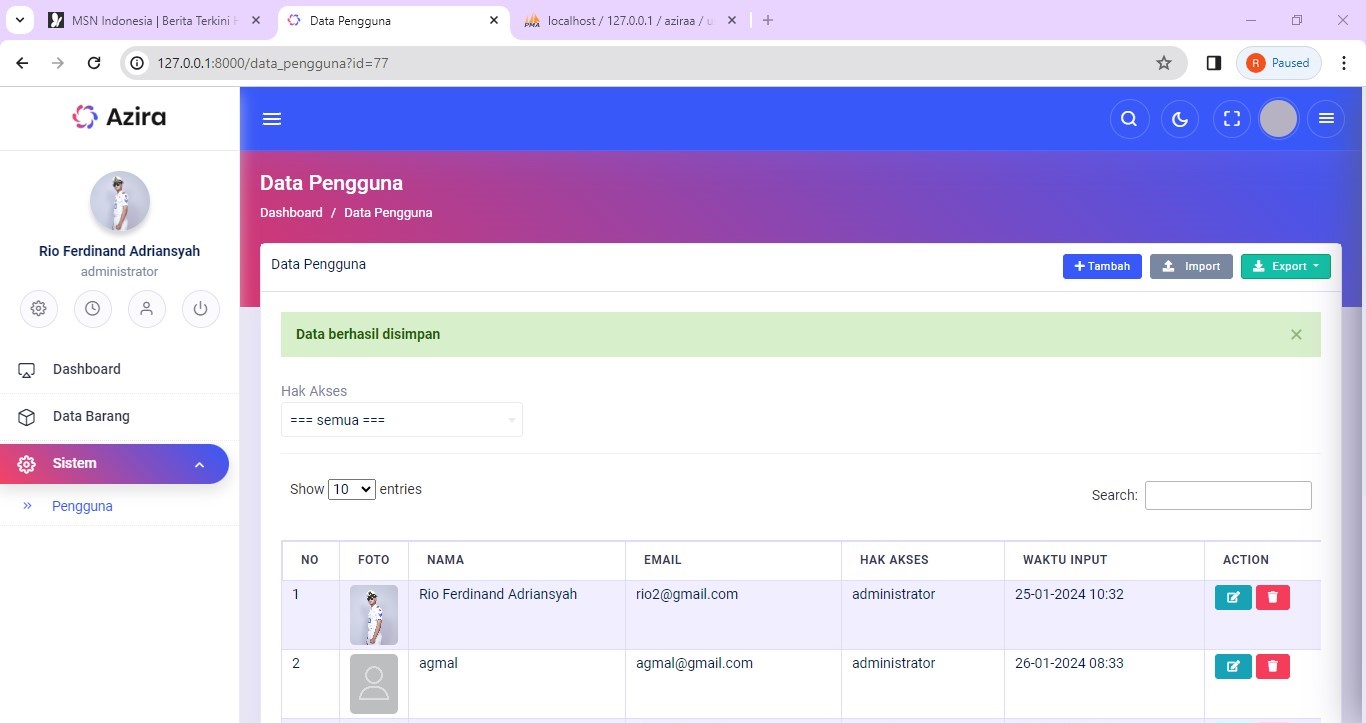 MSN Indonesia | Berita Terkini
Data Pengguna
localhost / 127.0.0.1 / aziraa /
127.0.0.1:8000/data_pengguna?id=77
R Paused
Azira
Rio Ferdinand Adriansyah
administrator
Dashboard
Data Barang
Sistem
Pengguna
Data Pengguna
Dashboard / Data Pengguna
Data Pengguna
+ Tambah Import Export
Data berhasil disimpan
Hak Akses
=== semua ===
Show 10 entries
Search:
NO FOTO NAMA EMAIL HAK AKSES WAKTU INPUT ACTION
1 Rio Ferdinand Adriansyah rio2@gmail.com administrator 25-01-2024 10:32
2 agmal agmal@gmail.com administrator 26-01-2024 08:33